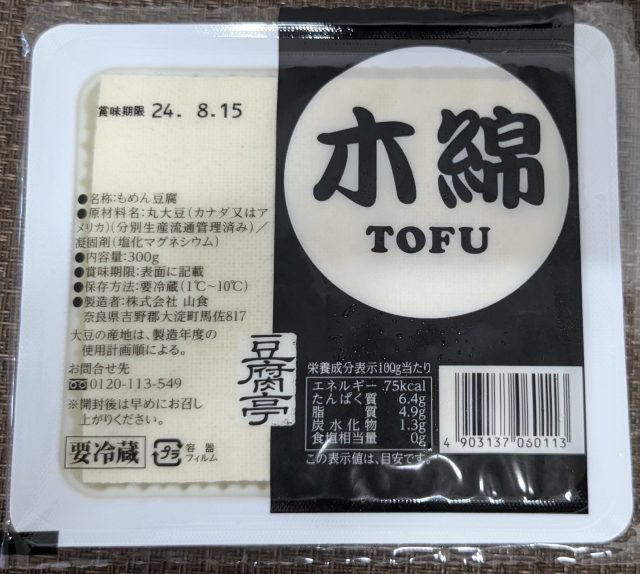 賞味期限 24. 8.15
木綿
TOFU
●名称:もめん豆腐
●原材料名:丸大豆(カナダ又はア
メリカ)(分別生産流通管理済み)/
凝固剤(塩化マグネシウム)
●内容量:300g
●賞味期限:表面に記載
●保存方法:要冷蔵(1℃~10℃)
●製造者:株式会社 山食
奈良県吉野郡大淀町馬佐817
大豆の産地は、製造年度の
使用計画順による。
お問合せ先
0120-113-549
※開封後は早めにお召し
上がりください。
要冷蔵
プラ
容器
フィルム
豆腐亭
栄養成分表示100g当たり
エネルギー 75kcal
たんぱく質 6.4g
脂質 4.9g
炭水化物 1.3g
食塩相当量 0g
この表示値は、目安です。
4 903137 060113